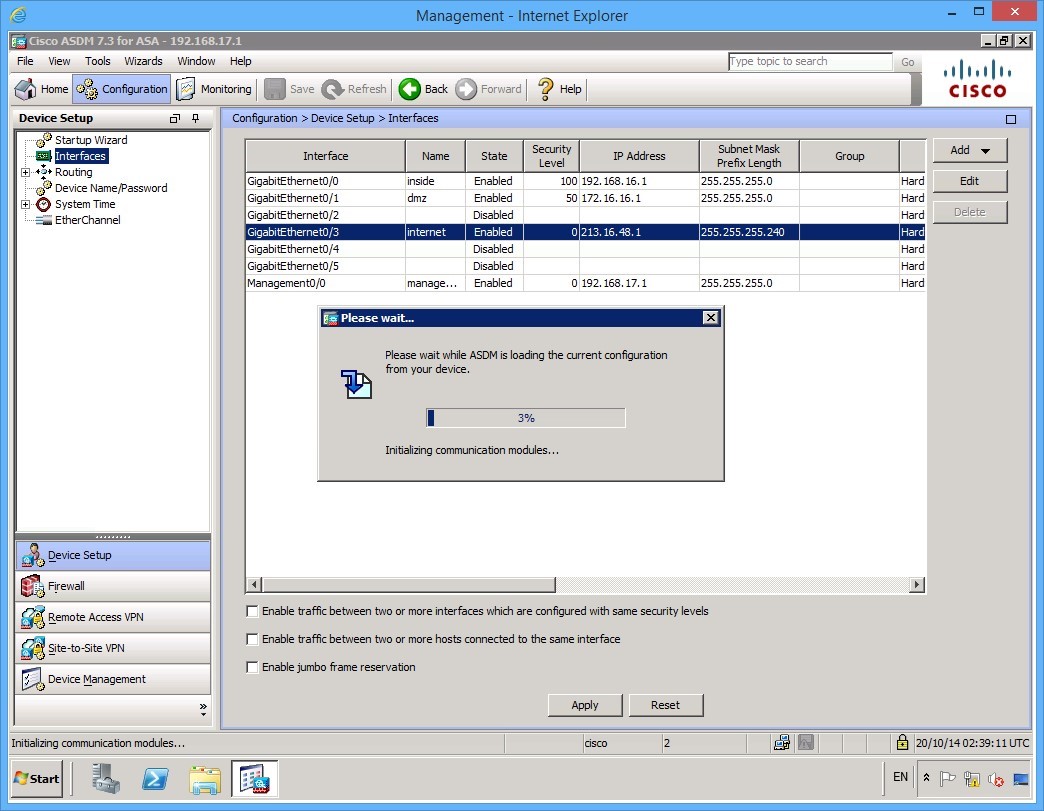 Management - Internet Explorer
Cisco ASDM 7.3 for ASA - 192.168.17.1
File View Tools Wizards Window Help
Type topic to search Go
CISCO
Home Configuration Monitoring Save Refresh Back Forward Help
Device Setup
Startup Wizard
Interfaces
Routing
Device Name/Password
System Time
EtherChannel
Device Setup
Firewall
Remote Access VPN
Site-to-Site VPN
Device Management
Configuration > Device Setup > Interfaces
Interface Name State Security Level IP Address Subnet Mask Prefix Length Group
GigabitEthernet0/0 inside Enabled 100 192.168.16.1 255.255.255.0 Hard
GigabitEthernet0/1 dmz Enabled 50 172.16.16.1 255.255.255.0 Hard
GigabitEthernet0/2 Disabled Hard
GigabitEthernet0/3 internet Enabled 0 213.16.48.1 255.255.255.240 Hard
GigabitEthernet0/4 Disabled Hard
GigabitEthernet0/5 Disabled Hard
Management0/0 manage... Enabled 0 192.168.17.1 255.255.255.0 Hard
Add
Edit
Delete
Please wait...
Please wait while ASDM is loading the current configuration
from your device.
3%
Initializing communication modules...
Enable traffic between two or more interfaces which are configured with same security levels
Enable traffic between two or more hosts connected to the same interface
Enable jumbo frame reservation
Apply Reset
Initializing communication modules... cisco 2 20/10/14 02:39:11 UTC
Start EN